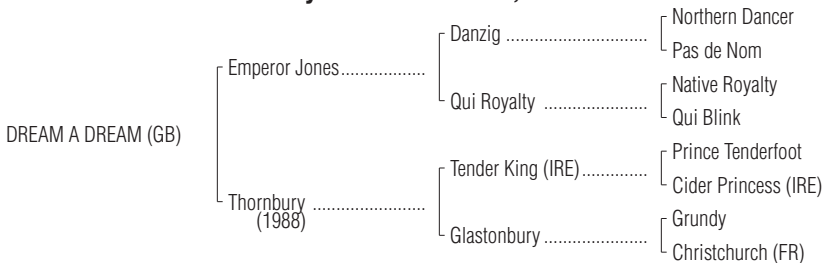 Northern Dancer
Danzig ..............................
Pas de Nom
Emperor Jones..................
Native Royalty
Qui Royalty ......................
Qui Blink
DREAM A DREAM (GB)
Prince Tenderfoot
Tender King (IRE)..............
Cider Princess (IRE)
Thornbury ........................
(1988)
Grundy
Glastonbury ......................
Christchurch (FR)